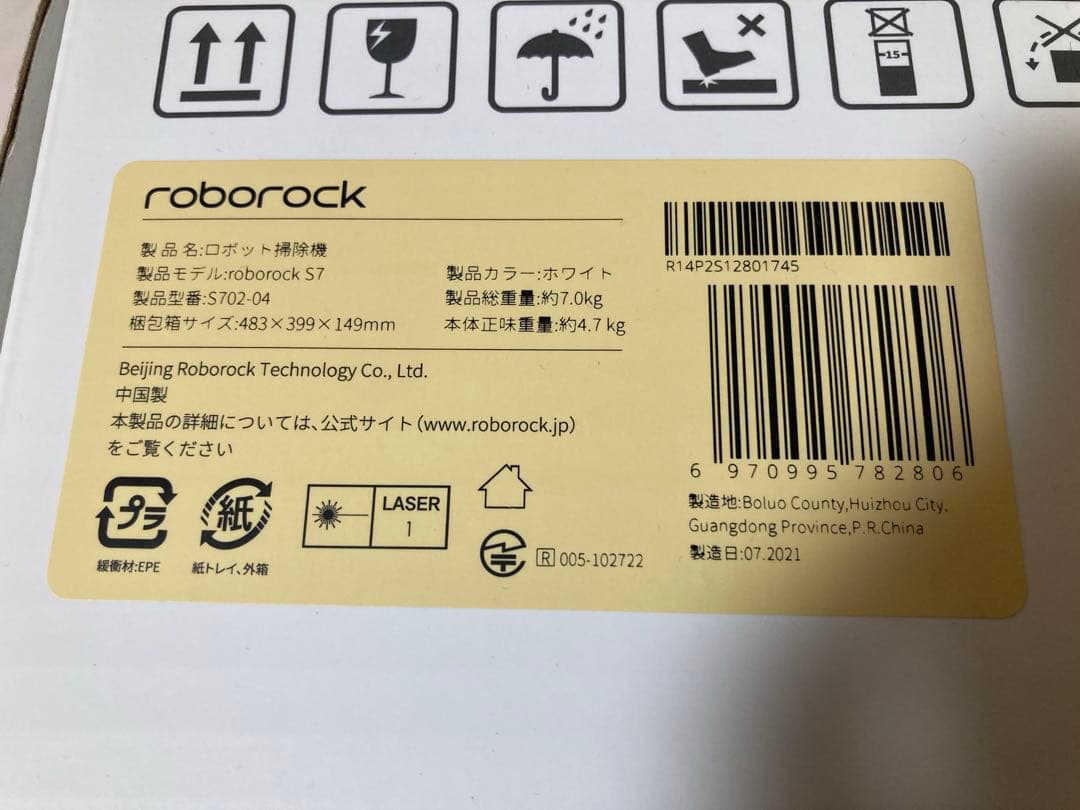 15
roborock
製品名:ロボット掃除機
製品モデル:roborock S7
製品型番:S702-04
梱包箱サイズ:483×399×149mm
製品カラー:ホワイト
製品総重量:約7.0kg
本体正味重量:約4.7kg
Beijing Roborock Technology Co., Ltd.
中国製
本製品の詳細については、公式サイト(www.roborock.jp)
をご覧ください
プラ
緩衝材:EPE
紙
紙トレイ、外箱
LASER
1
R 005-102722
R14P2S12801745
6 970995 782806
製造地:Boluo County,Huizhou City,
Guangdong Province,P.R.China
製造日:07.2021